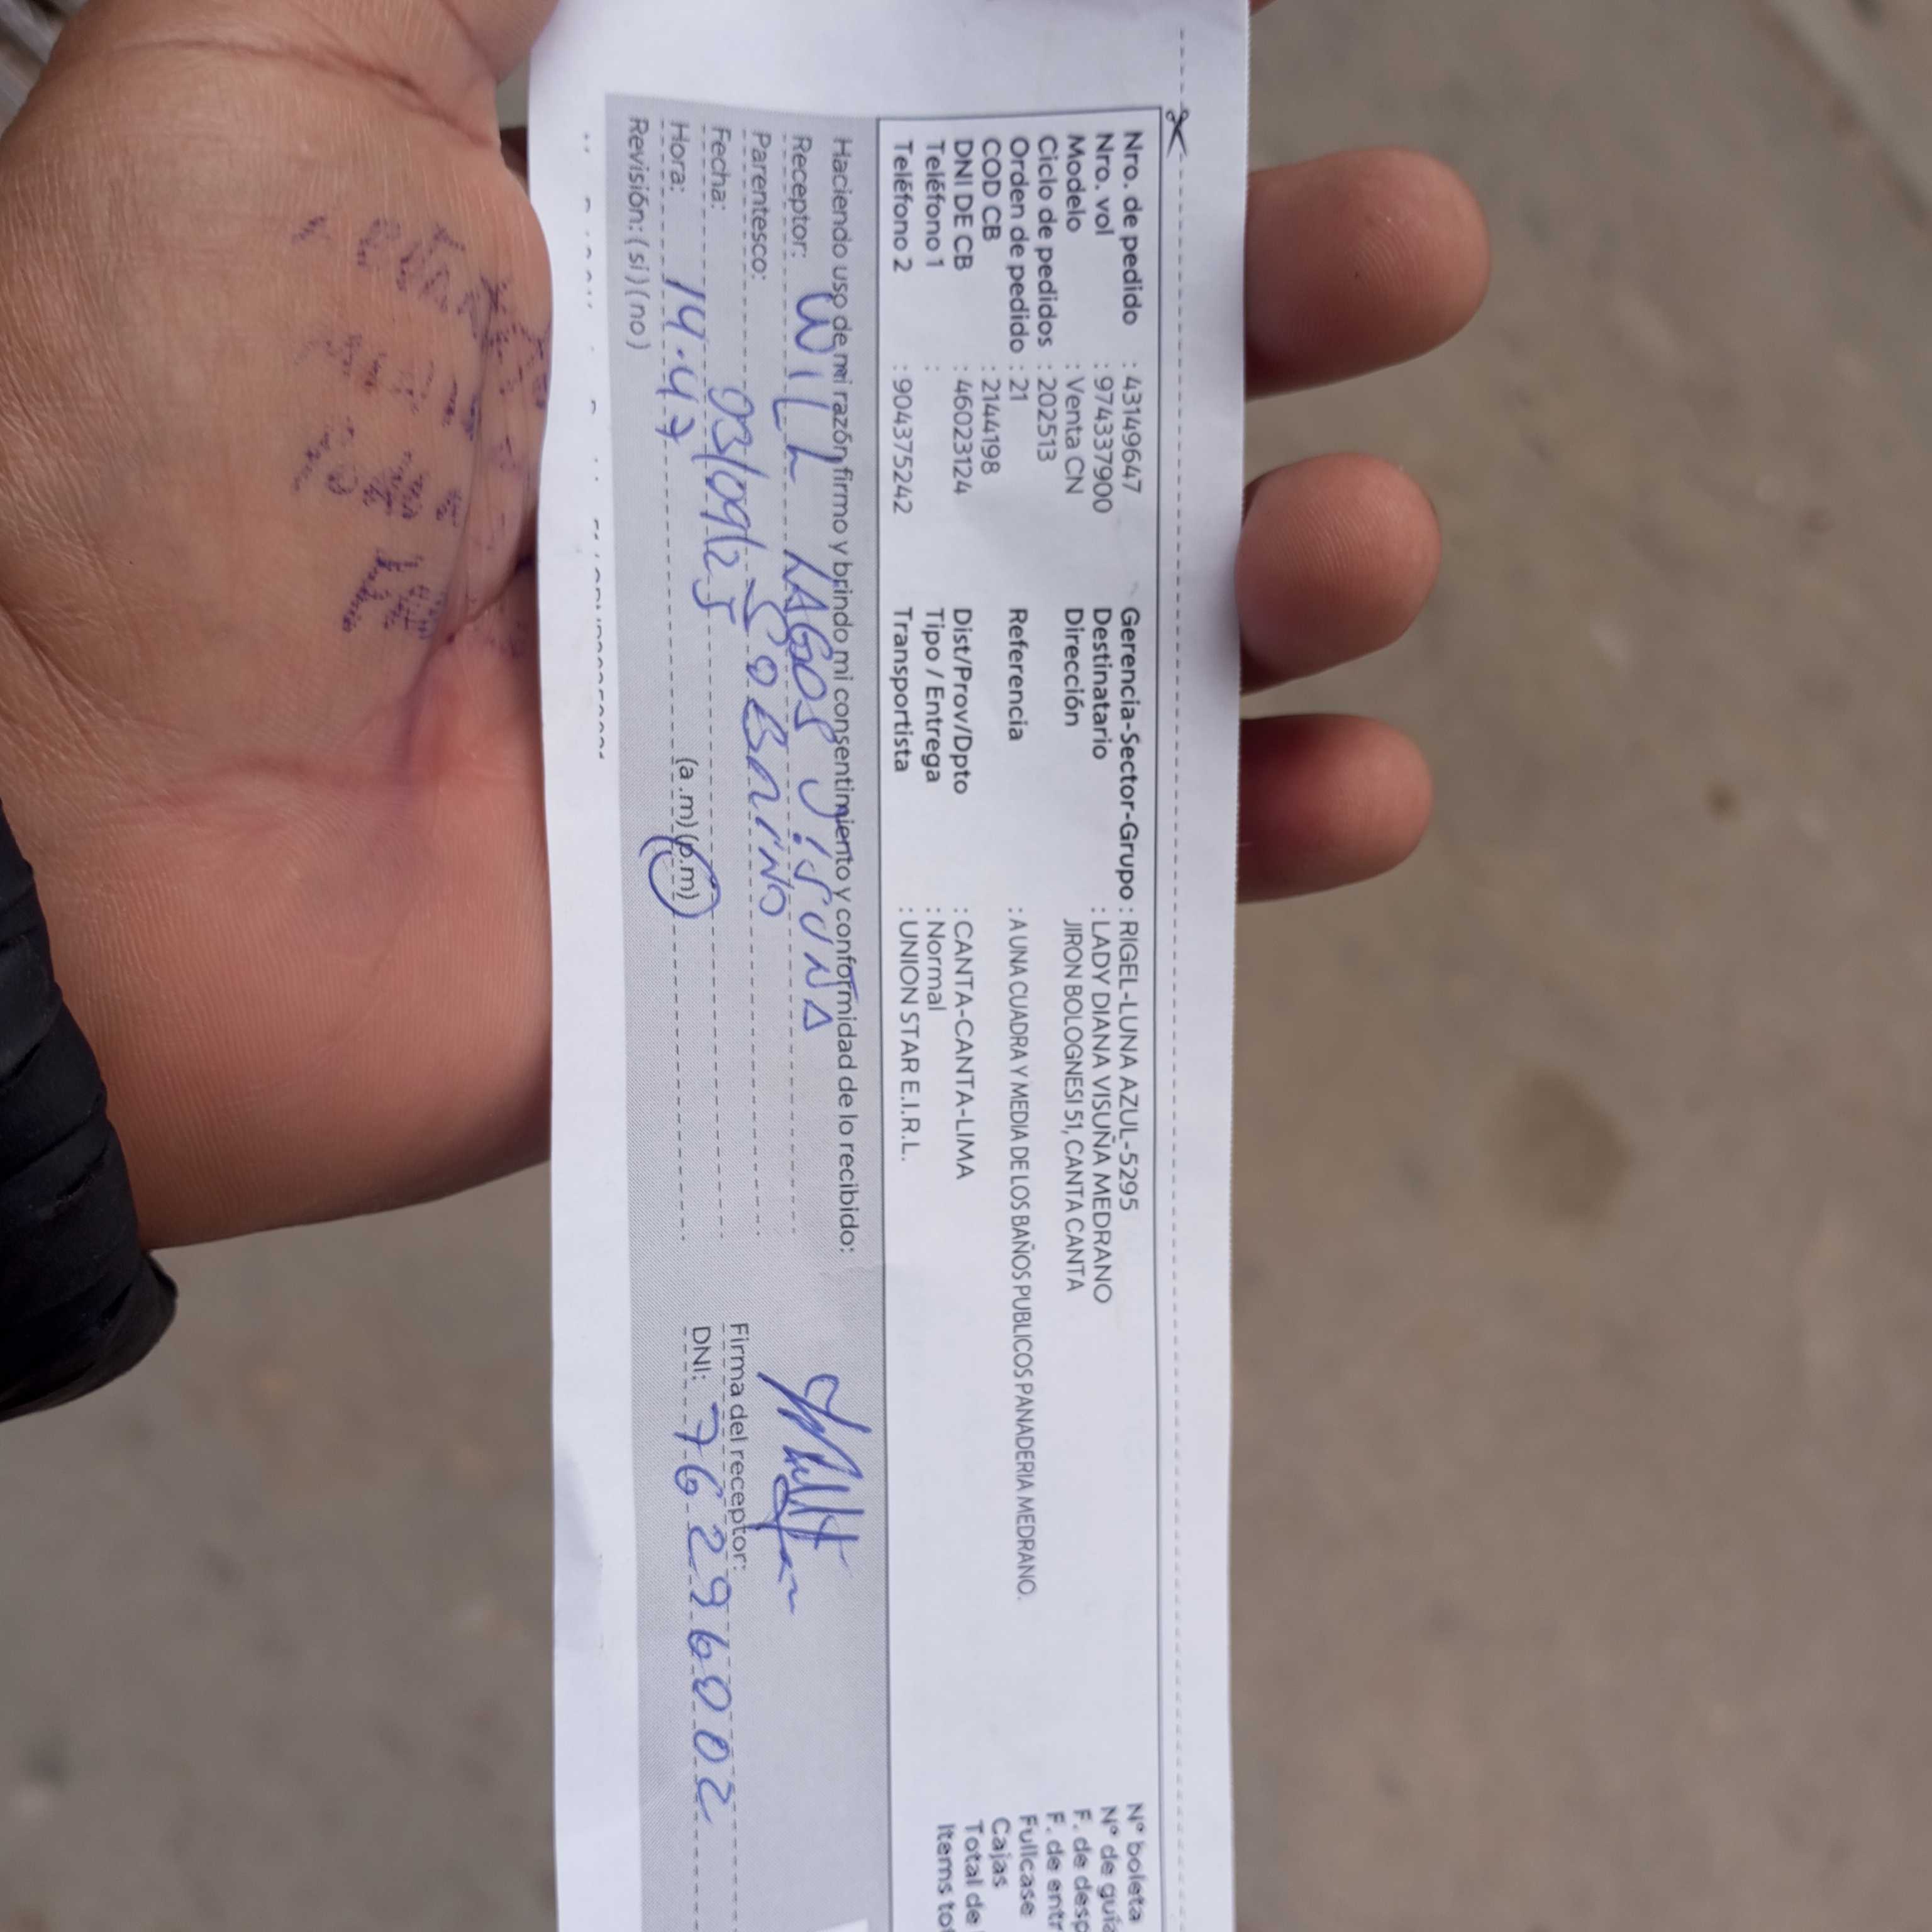 Nro. de pedido : 43149647
Nro. vol : 974337900
Modelo : Venta CN
Ciclo de pedidos : 202513
Orden de pedido : 21
COD CB : 2144198
DNI DE CB : 46023124
Teléfono 1 :
Teléfono 2 : 904375242
Gerencia-Sector-Grupo : RIGEL-LUNA AZUL-5295
Destinatario : LADY DIANA VISUÑA MEDRANO
Dirección JIRON BOLOGNESI 51, CANTA CANTA
Referencia : A UNA CUADRA Y MEDIA DE LOS BAÑOS PUBLICOS PANADERIA MEDRANO.
Dist/Prov/Dpto : CANTA-CANTA-LIMA
Tipo / Entrega : Normal
Transportista : UNION STAR E.I.R.L.
N° boleta
N° de guía
F. de desp
F. de entr
Fullcase
Cajas
Total de
Items tot
Haciendo uso de mi razón firmo y brindo mi consentimiento y conformidad de lo recibido:
Receptor: WILL LAGOS VISUÑA
Parentesco: SOBRINO
Fecha: 03/09/25
Hora: 14:47 (a .m) (p.m)
Revisión: ( si ) ( no )
Firma del receptor:
DNI: 76296002